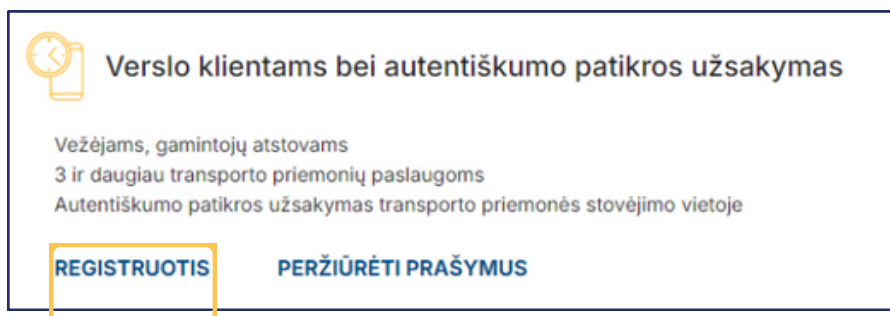 Verslo klientams bei autentiškumo patikros užsakymas
Vežėjams, gamintojų atstovams
3 ir daugiau transporto priemonių paslaugoms
Autentiškumo patikros užsakymas transporto priemonės stovėjimo vietoje
REGISTRUOTIS PERŽIŪRĖTI PRAŠYMUS